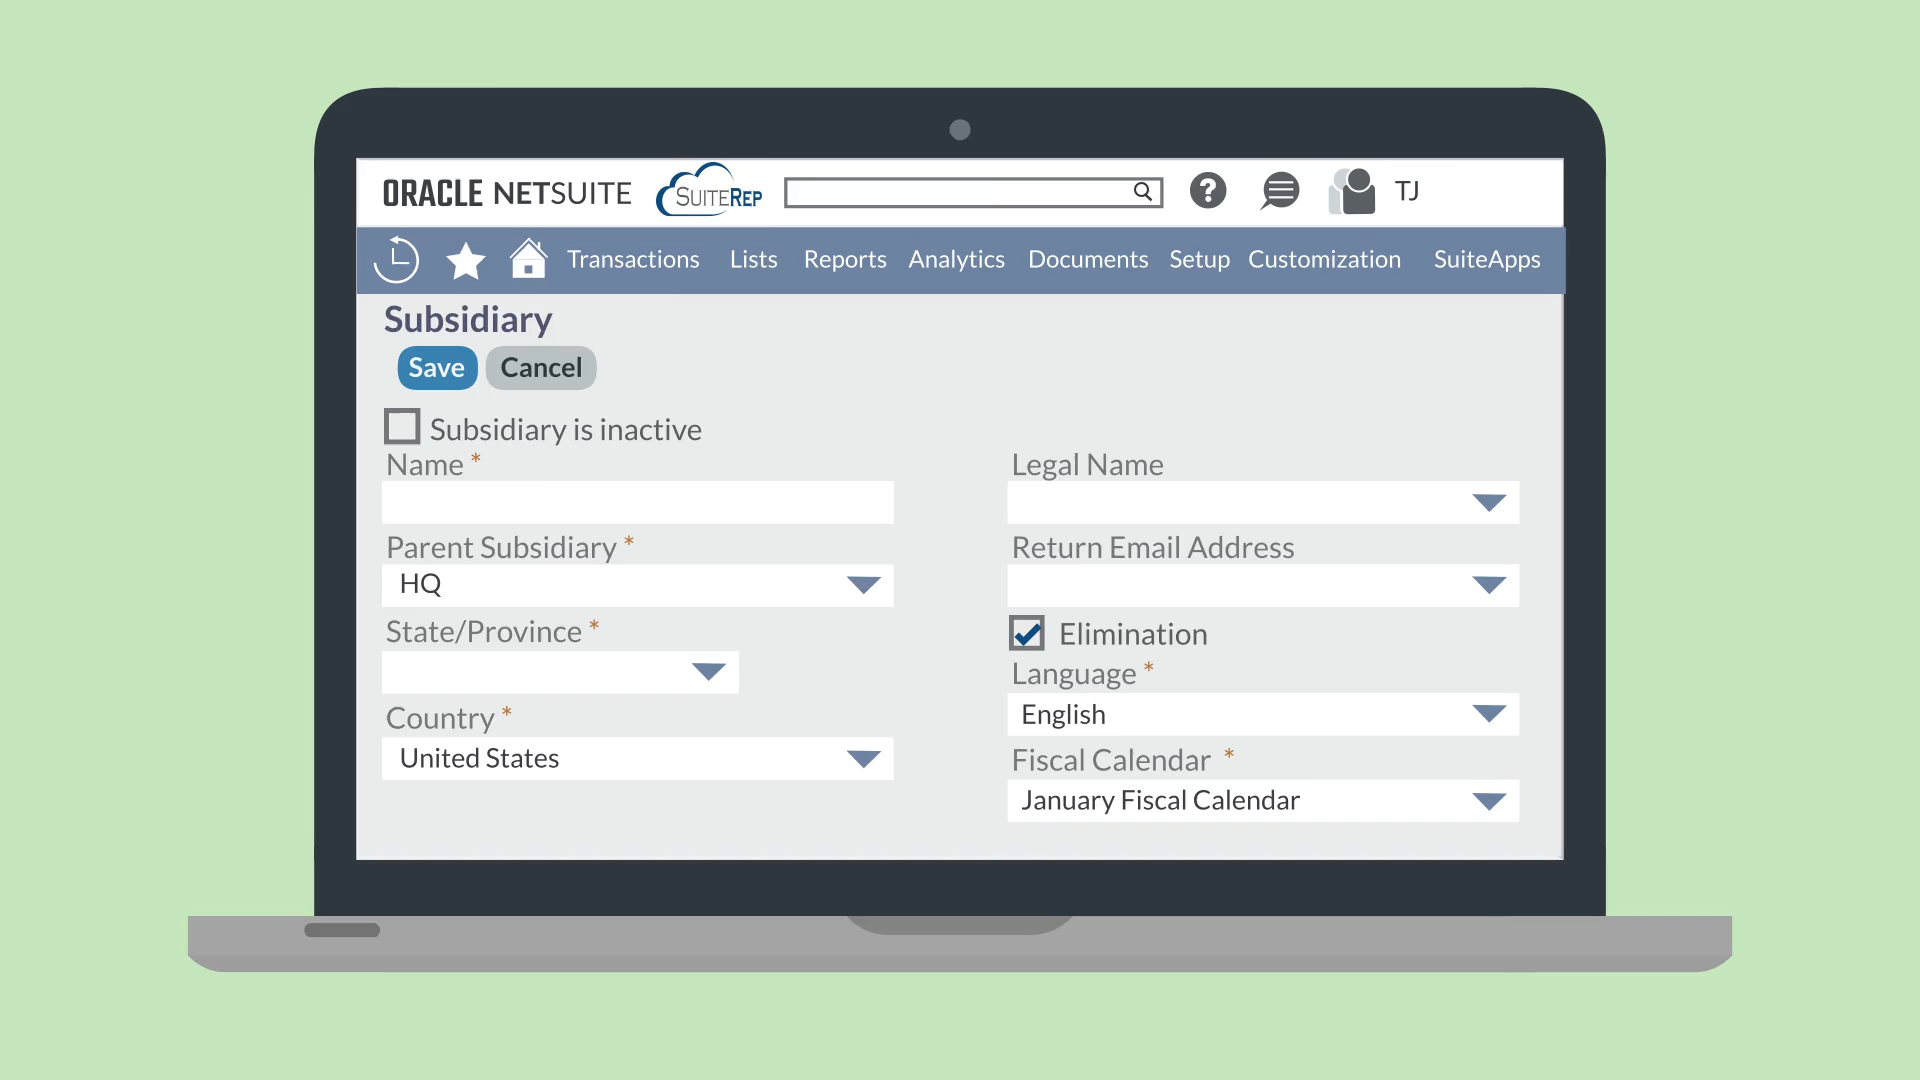 ORACLE NETSUITE SUITEREP ? TJ
Transactions Lists Reports Analytics Documents Setup Customization SuiteApps
Subsidiary
Save Cancel
Subsidiary is inactive
Name *
Legal Name
Parent Subsidiary *
HQ
Return Email Address
State/Province *
Elimination
Language *
English
Country *
United States
Fiscal Calendar *
January Fiscal Calendar